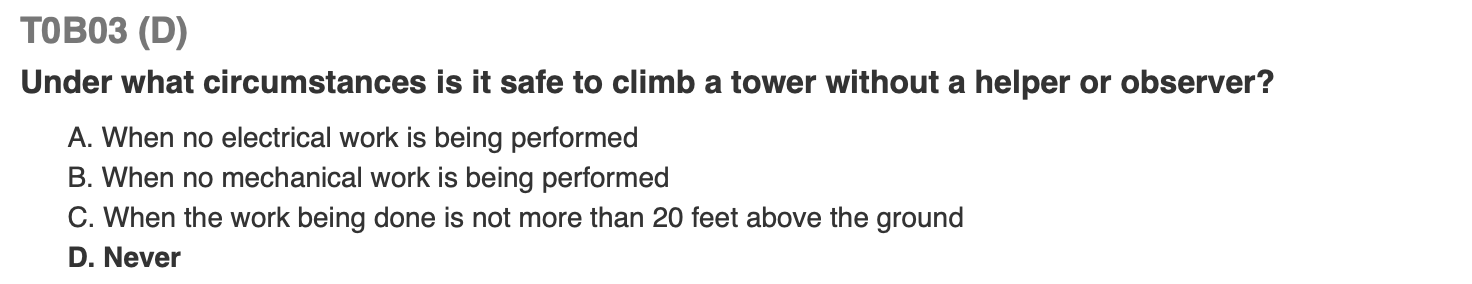 T0B03 (D)
Under what circumstances is it safe to climb a tower without a helper or observer?
A. When no electrical work is being performed
B. When no mechanical work is being performed
C. When the work being done is not more than 20 feet above the ground
D. Never